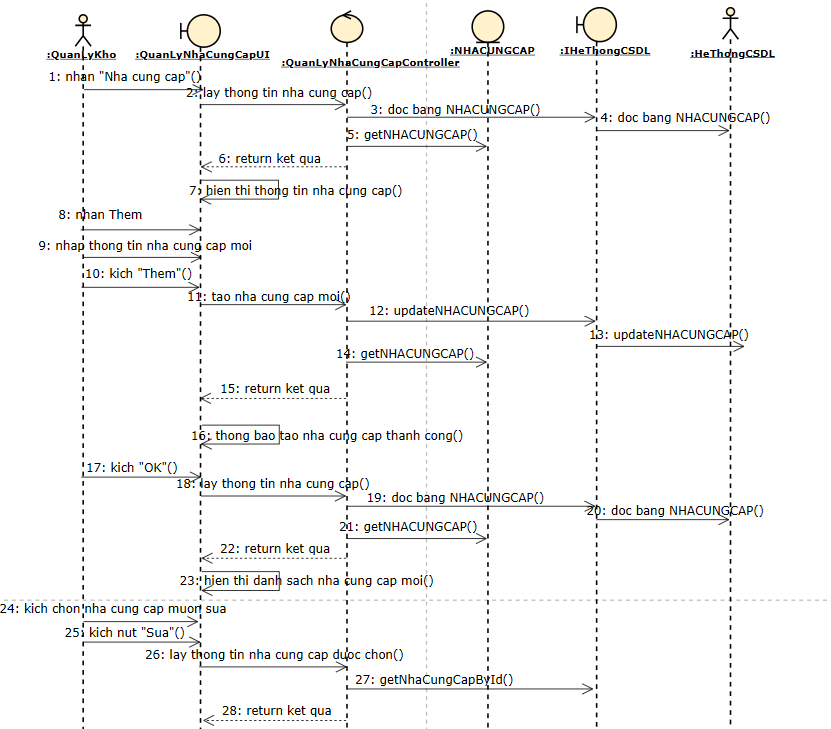 :QuanLyKho
:QuanLyNhaCungCapUI
:QuanLyNhaCungCapController
:NHACUNGCAP
:IHeThongCSDL
:HeThongCSDL
1: nhan "Nha cung cap"()
2: lay thong tin nha cung cap()
3: doc bang NHACUNGCAP()
4: doc bang NHACUNGCAP()
5: getNHACUNGCAP()
6: return ket qua
7: hien thi thong tin nha cung cap()
8: nhan Them
9: nhap thong tin nha cung cap moi
10: kich "Them"()
11: tao nha cung cap moi()
12: updateNHACUNGCAP()
13: updateNHACUNGCAP()
14: getNHACUNGCAP()
15: return ket qua
16: thong bao tao nha cung cap thanh cong()
17: kich "OK"()
18: lay thong tin nha cung cap()
19: doc bang NHACUNGCAP()
20: doc bang NHACUNGCAP()
21: getNHACUNGCAP()
22: return ket qua
23: hien thi danh sach nha cung cap moi()
24: kich chon nha cung cap muon sua
25: kich nut "Sua"()
26: lay thong tin nha cung cap duoc chon()
27: getNhaCungCapById()
28: return ket qua